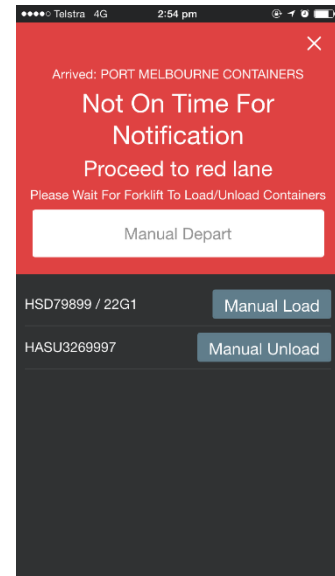 Telstra 4G 2:54 pm
Arrived: PORT MELBOURNE CONTAINERS
Not On Time For
Notification
Proceed to red lane
Please Wait For Forklift To Load/Unload Containers
Manual Depart
HSD79899 / 22G1 Manual Load
HASU3269997 Manual Unload